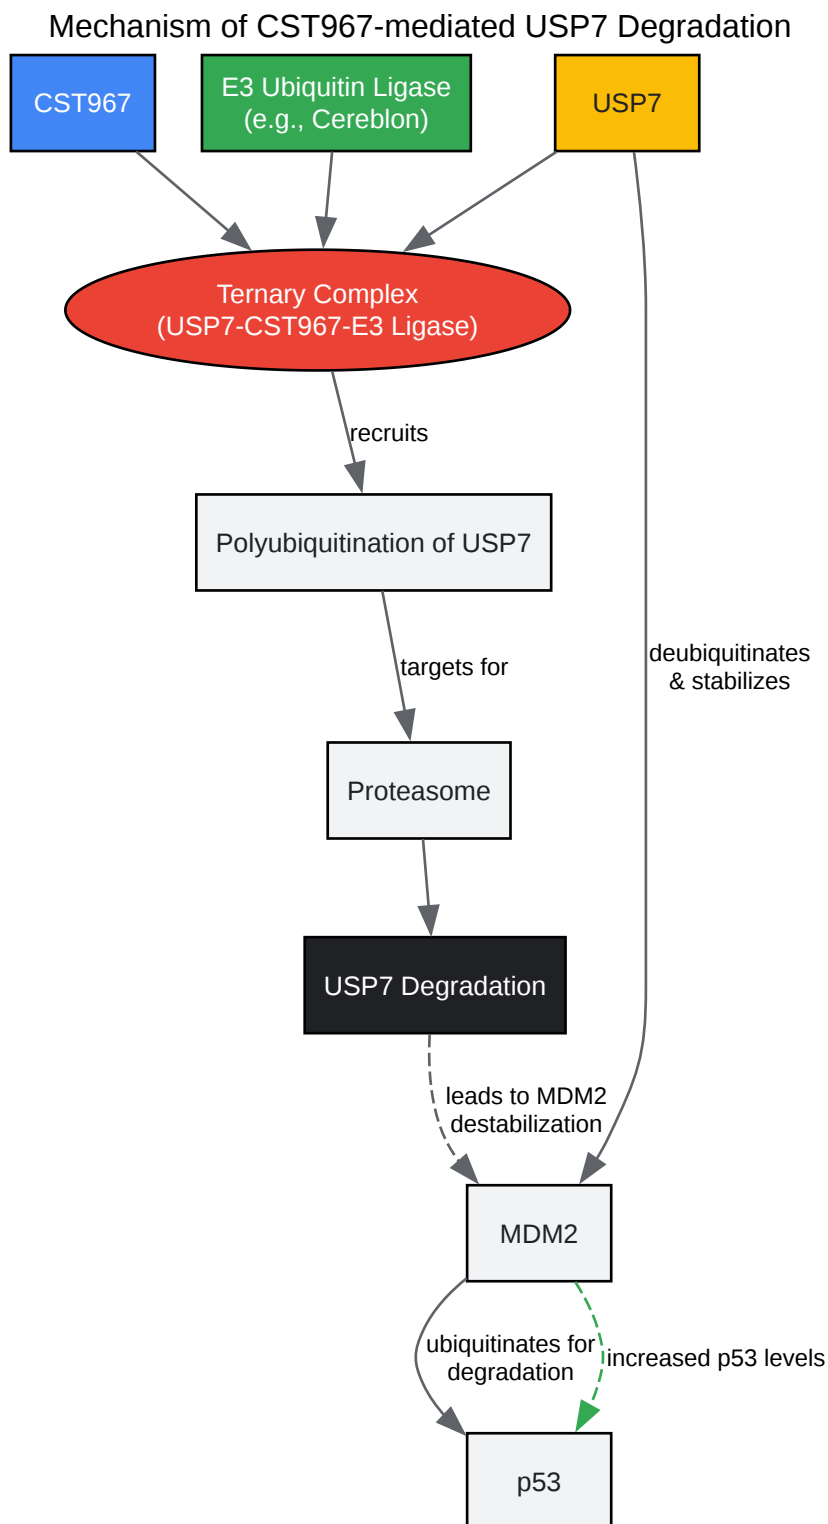 Mechanism of CST967-mediated USP7 Degradation
CST967
E3 Ubiquitin Ligase
(e.g., Cereblon)
USP7
Ternary Complex
(USP7-CST967-E3 Ligase)
recruits
Polyubiquitination of USP7
deubiquitinates
& stabilizes
targets for
Proteasome
USP7 Degradation
leads to MDM2
destabilization
MDM2
ubiquitinates for
degradation
increased p53 levels
p53